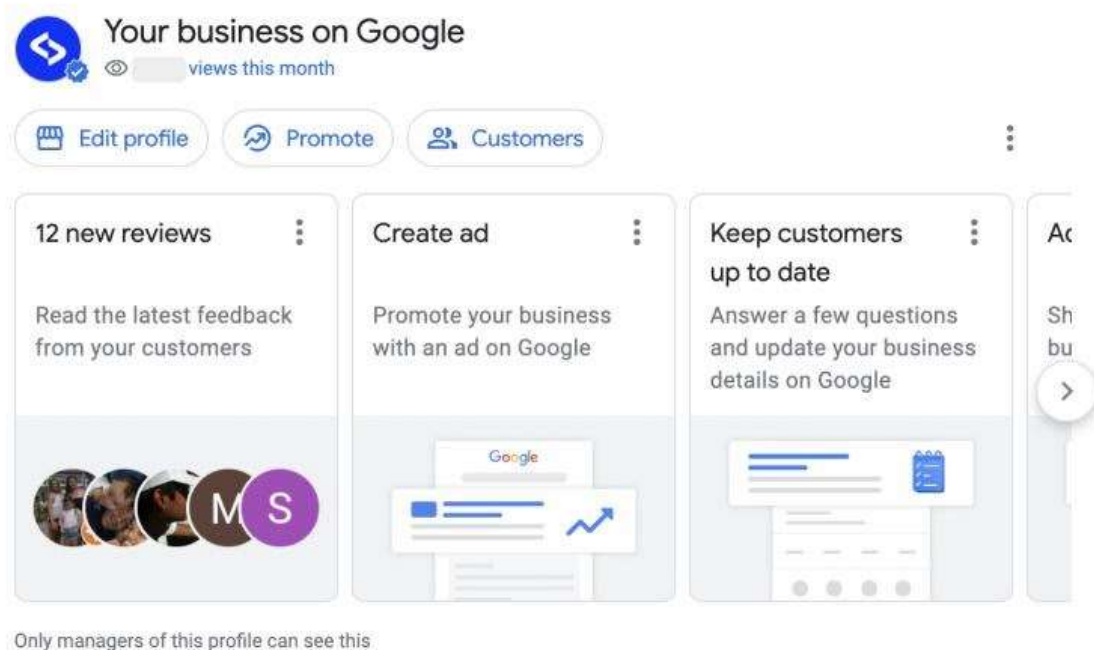 Your business on Google
views this month
Edit profile
Promote
Customers
12 new reviews
Read the latest feedback
from your customers
M
S
Create ad
Promote your business
with an ad on Google
Google
Keep customers
up to date
Answer a few questions
and update your business
details on Google
Only managers of this profile can see this